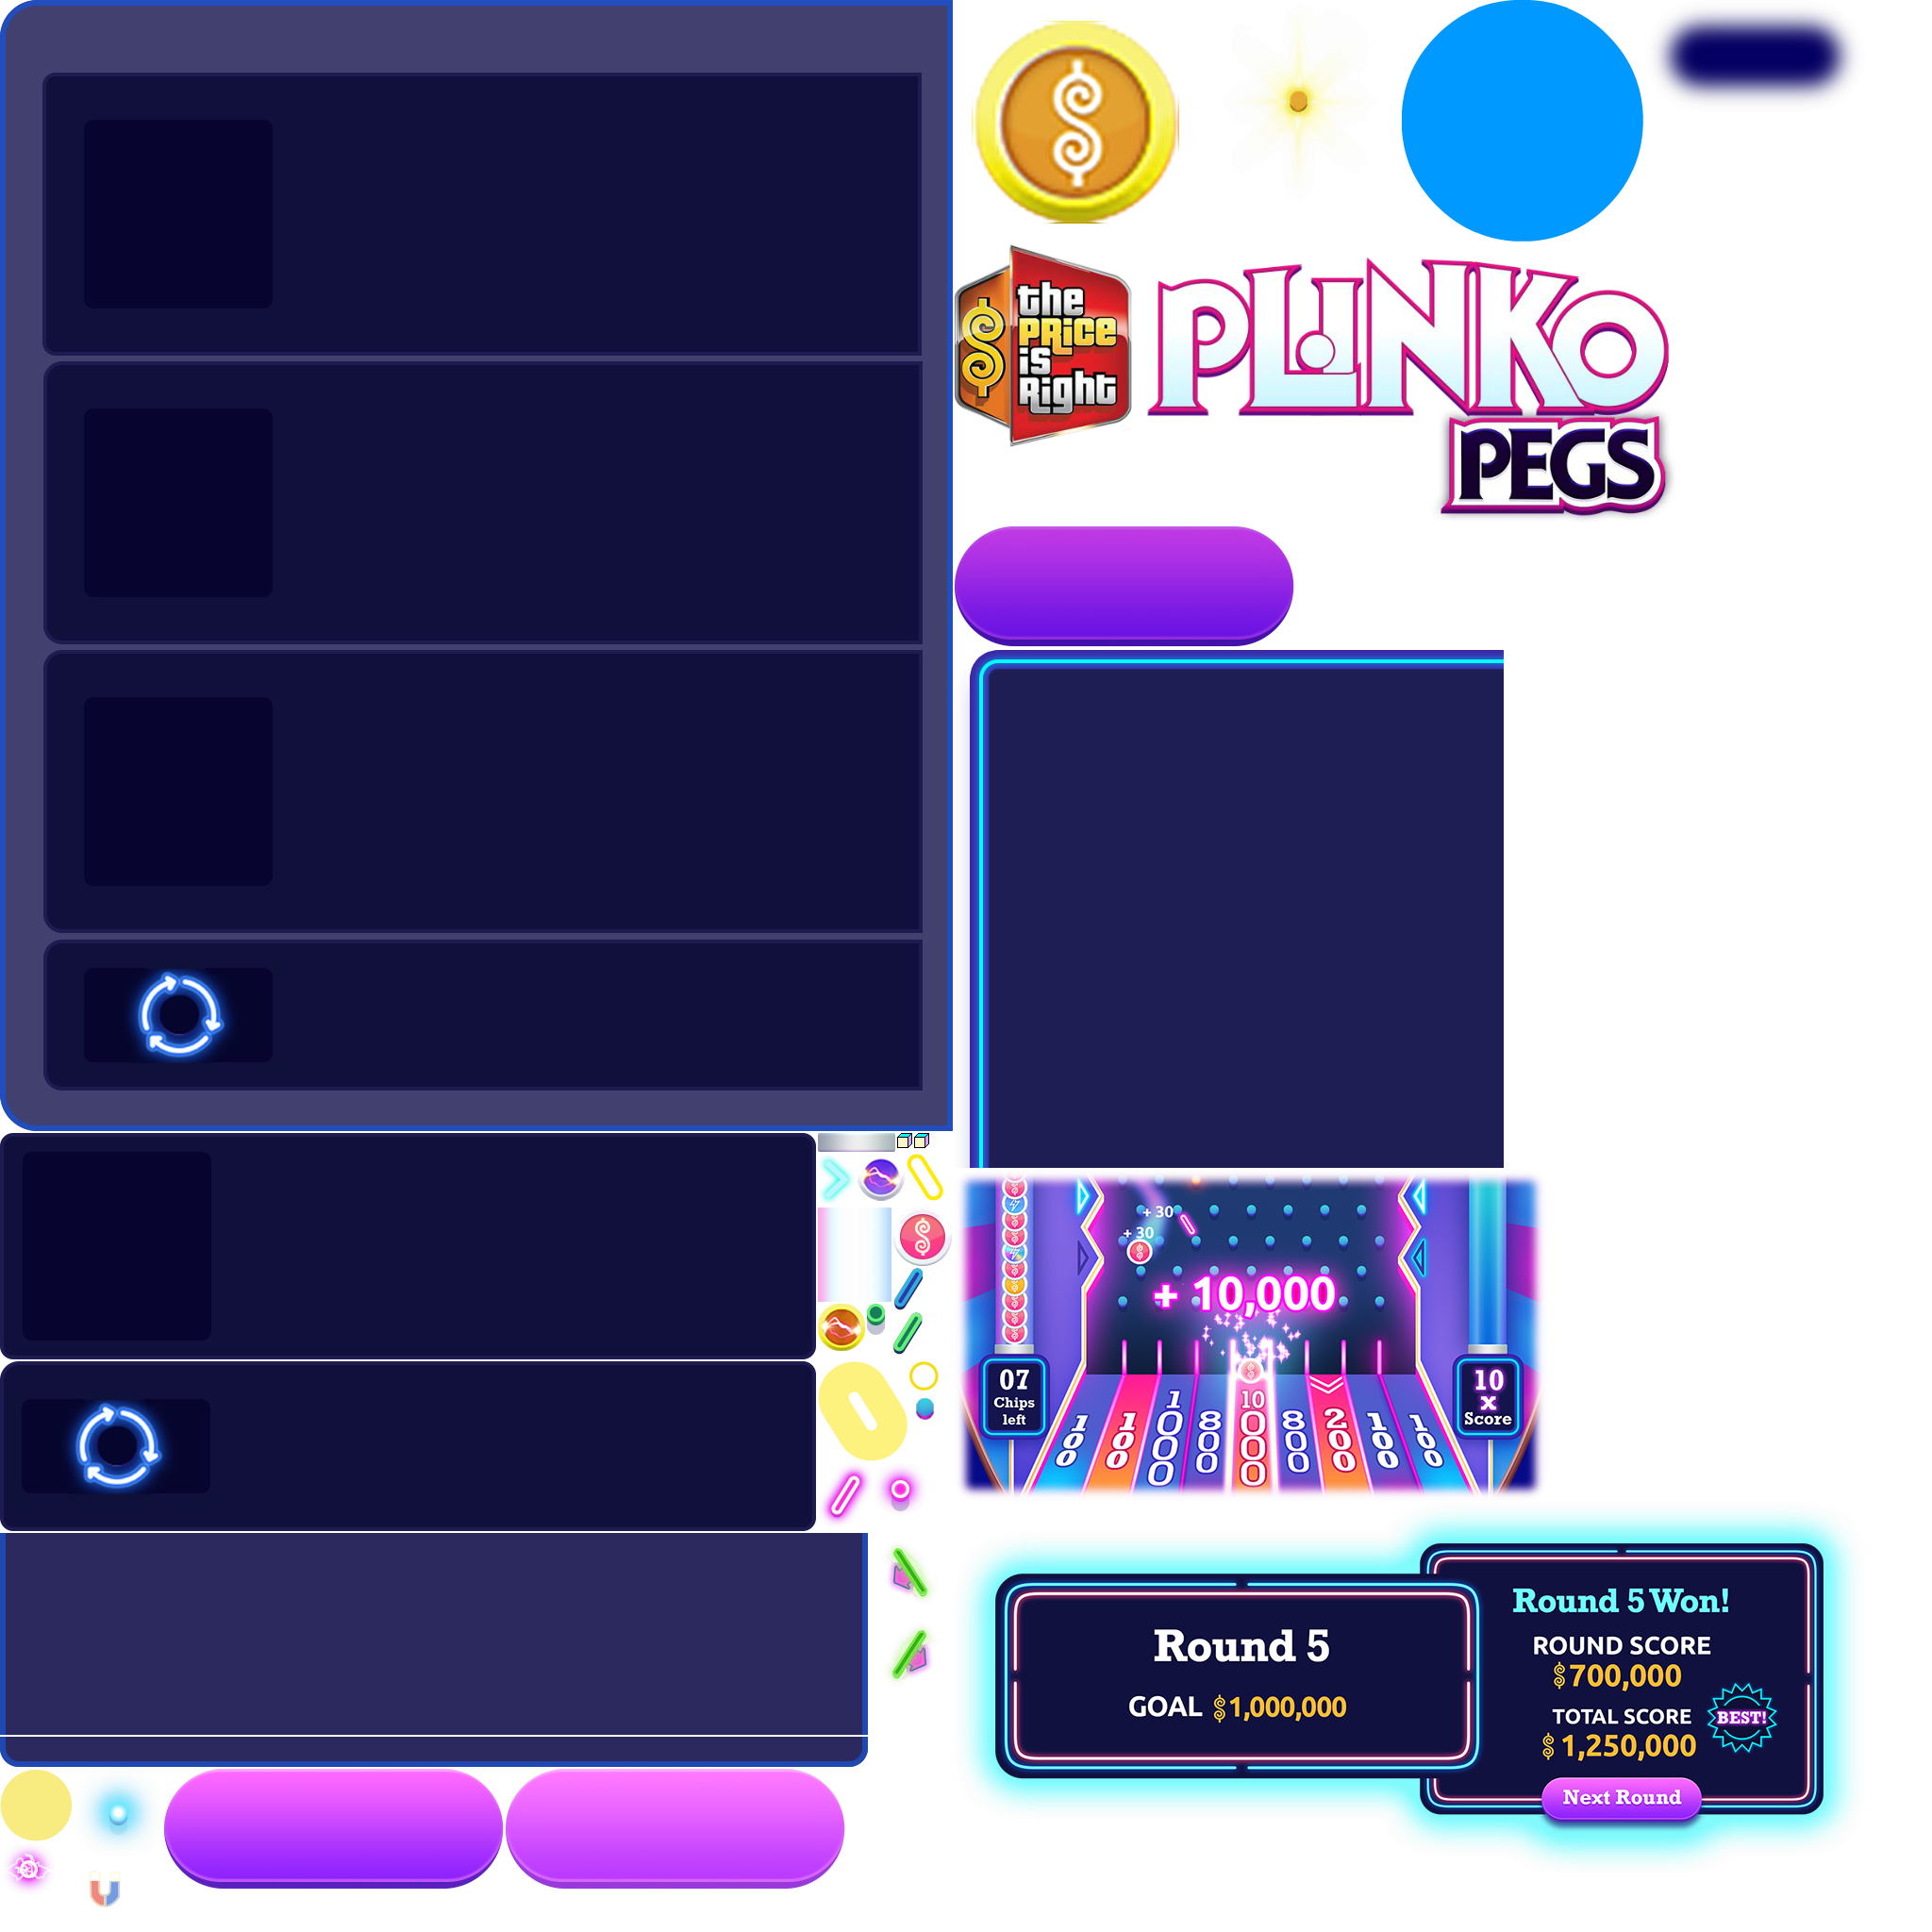 the
PRice
is
Right
PLINKO
PEGS
+ 30
+ 30
+ 10,000
07
Chips
left
10
x
Score
100
100
1000
800
10000
800
200
100
100
Round 5
GOAL $1,000,000
Round 5 Won!
ROUND SCORE
$700,000
TOTAL SCORE
$1,250,000
BEST!
Next Round